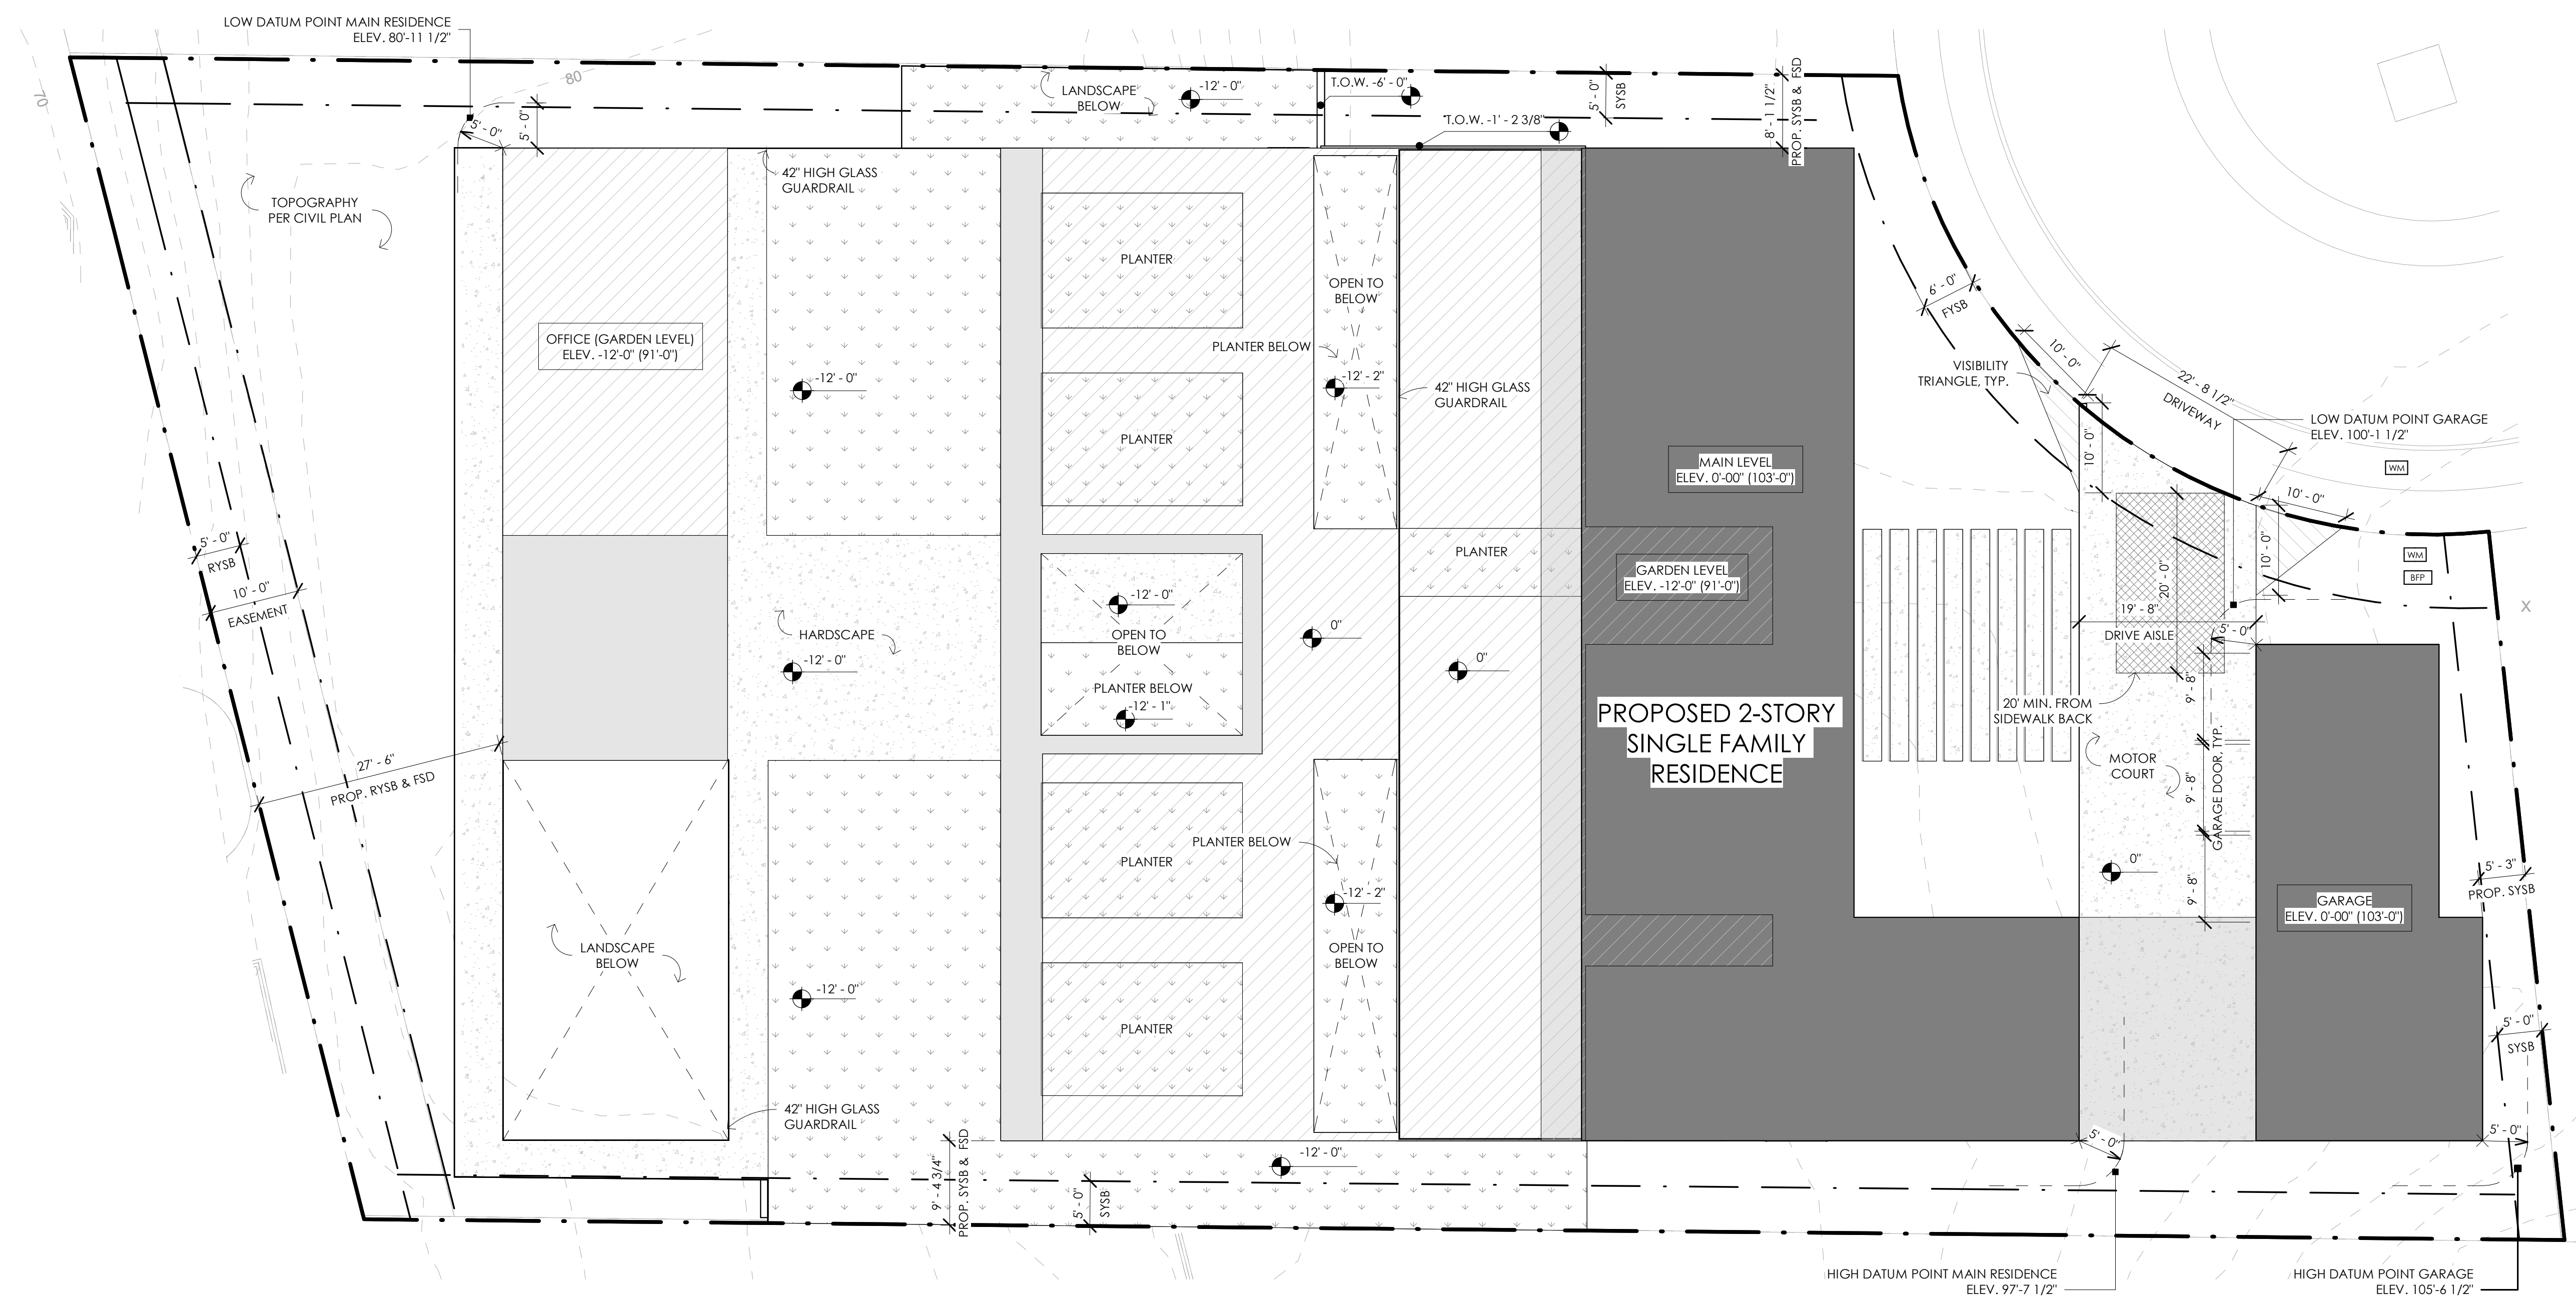 LOW DATUM POINT MAIN RESIDENCE
ELEV. 80'-11 1/2"
70
80
5' - 0"
5' - 0"
LANDSCAPE
BELOW
-12' - 0"
T.O.W. -6' - 0"
T.O.W. -1' - 2 3/8"
5' - 0"
SYSB
8' - 1 1/2"
PROP. SYSB & FSD
TOPOGRAPHY
PER CIVIL PLAN
42" HIGH GLASS
GUARDRAIL
PLANTER
OPEN TO
BELOW
6' - 0"
FYSB
OFFICE (GARDEN LEVEL)
ELEV. -12'-0" (91'-0")
PLANTER BELOW
-12' - 0"
-12' - 2"
42" HIGH GLASS
GUARDRAIL
VISIBILITY
TRIANGLE, TYP.
10' - 0"
22' - 8 1/2"
DRIVEWAY
LOW DATUM POINT GARAGE
ELEV. 100'-1 1/2"
PLANTER
MAIN LEVEL
ELEV. 0'-00" (103'-0")
10' - 0"
WM
10' - 0"
5' - 0"
RYSB
10' - 0"
EASEMENT
PLANTER
GARDEN LEVEL
ELEV. -12'-0" (91'-0")
20' - 0"
10' - 0"
WM
BFP
X
-12' - 0"
OPEN TO
BELOW
HARDSCAPE
-12' - 0"
0"
0"
19' - 8"
DRIVE AISLE
5' - 0"
PLANTER BELOW
-12' - 1"
9' - 8"
20' MIN. FROM
SIDEWALK BACK
PROPOSED 2-STORY
SINGLE FAMILY
RESIDENCE
27' - 6"
PROP. RYSB & FSD
MOTOR
COURT
9' - 8"
GARAGE DOOR, TYP.
PLANTER
PLANTER BELOW
0"
9' - 8"
5' - 3"
PROP. SYSB
-12' - 2"
GARAGE
ELEV. 0'-00" (103'-0")
LANDSCAPE
BELOW
OPEN TO
BELOW
-12' - 0"
PLANTER
5' - 0"
SYSB
42" HIGH GLASS
GUARDRAIL
9' - 4 3/4"
PROP. SYSB & FSD
5' - 0"
SYSB
-12' - 0"
5' - 0"
5' - 0"
HIGH DATUM POINT MAIN RESIDENCE
ELEV. 97'-7 1/2"
HIGH DATUM POINT GARAGE
ELEV. 105'-6 1/2"